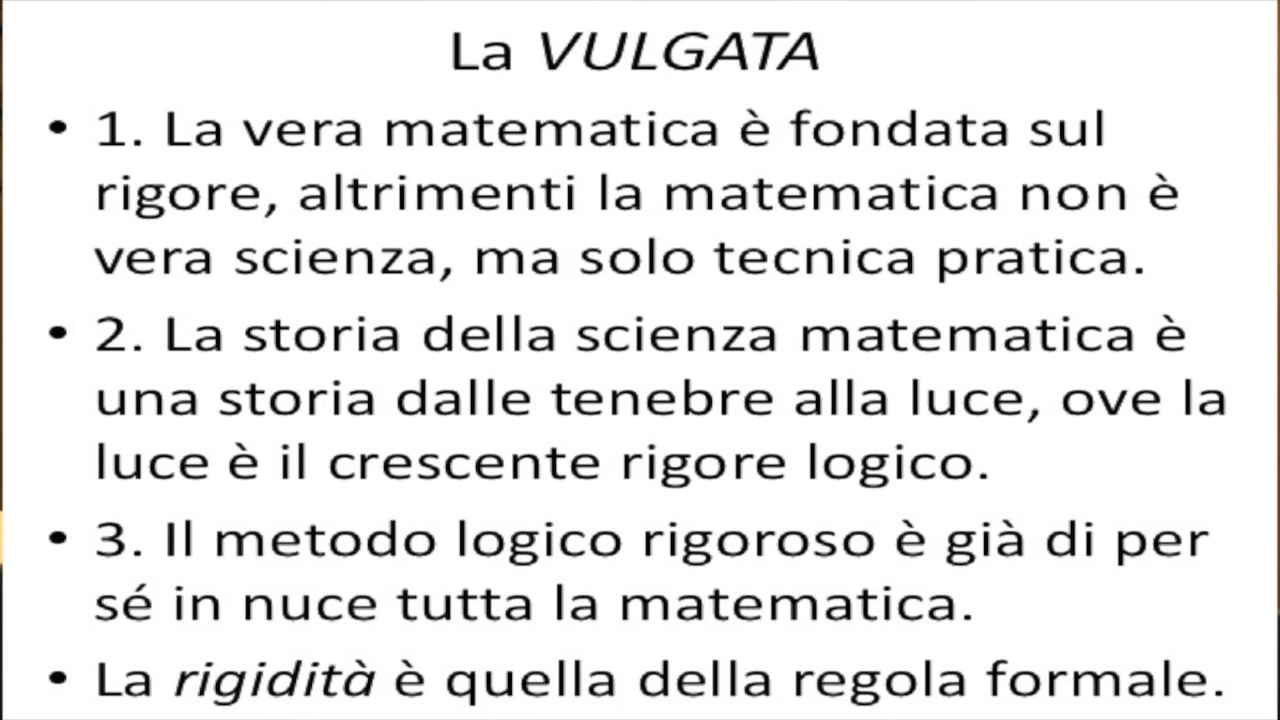 La VULGATA
• 1. La vera matematica è fondata sul
rigore, altrimenti la matematica non è
vera scienza, ma solo tecnica pratica.
• 2. La storia della scienza matematica è
una storia dalle tenebre alla luce, ove la
luce è il crescente rigore logico.
• 3. Il metodo logico rigoroso è già di per
sé in nuce tutta la matematica.
• La rigidità è quella della regola formale.